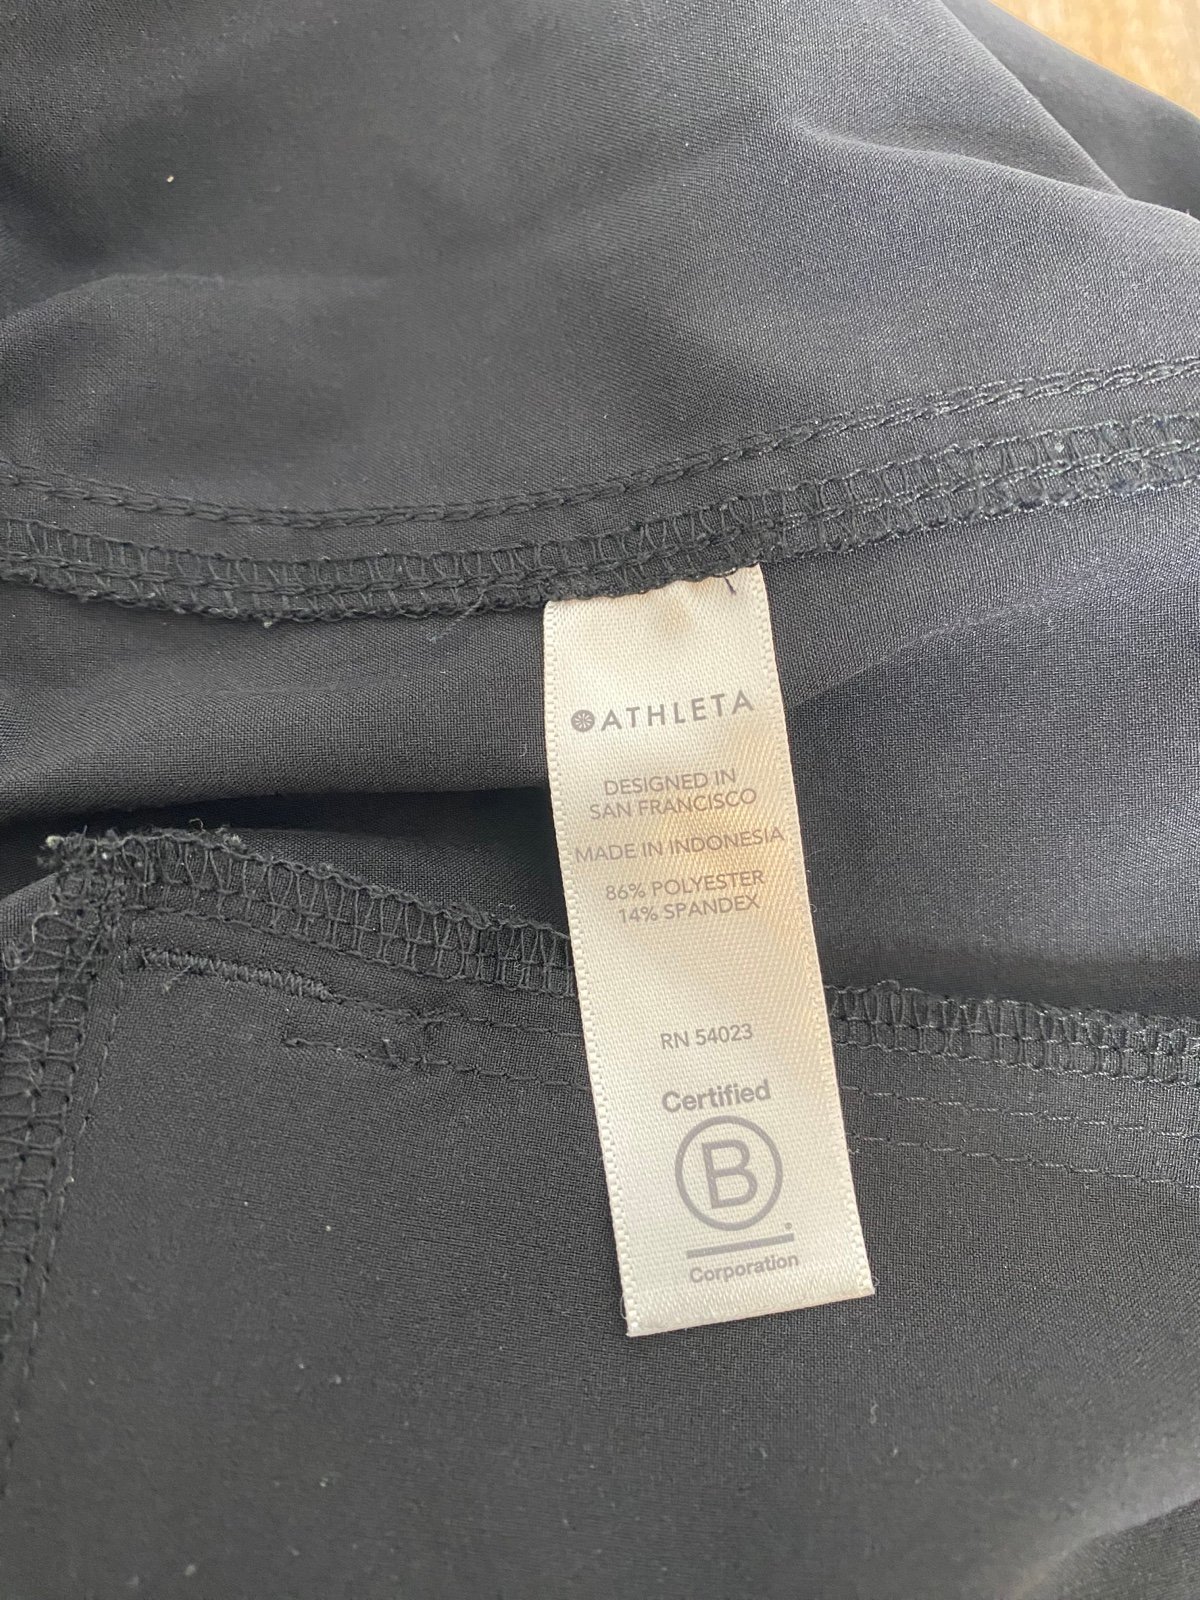 ATHLETA
DESIGNED IN
SAN FRANCISCO
MADE IN INDONESIA
86% POLYESTER
14% SPANDEX
RN 54023
Certified
B
Corporation